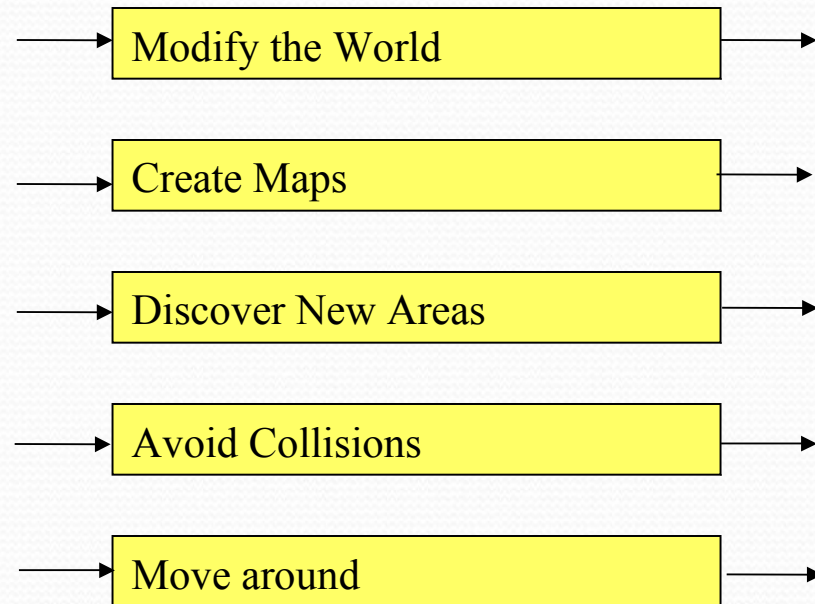 Modify the World
Create Maps
Discover New Areas
Avoid Collisions
Move around